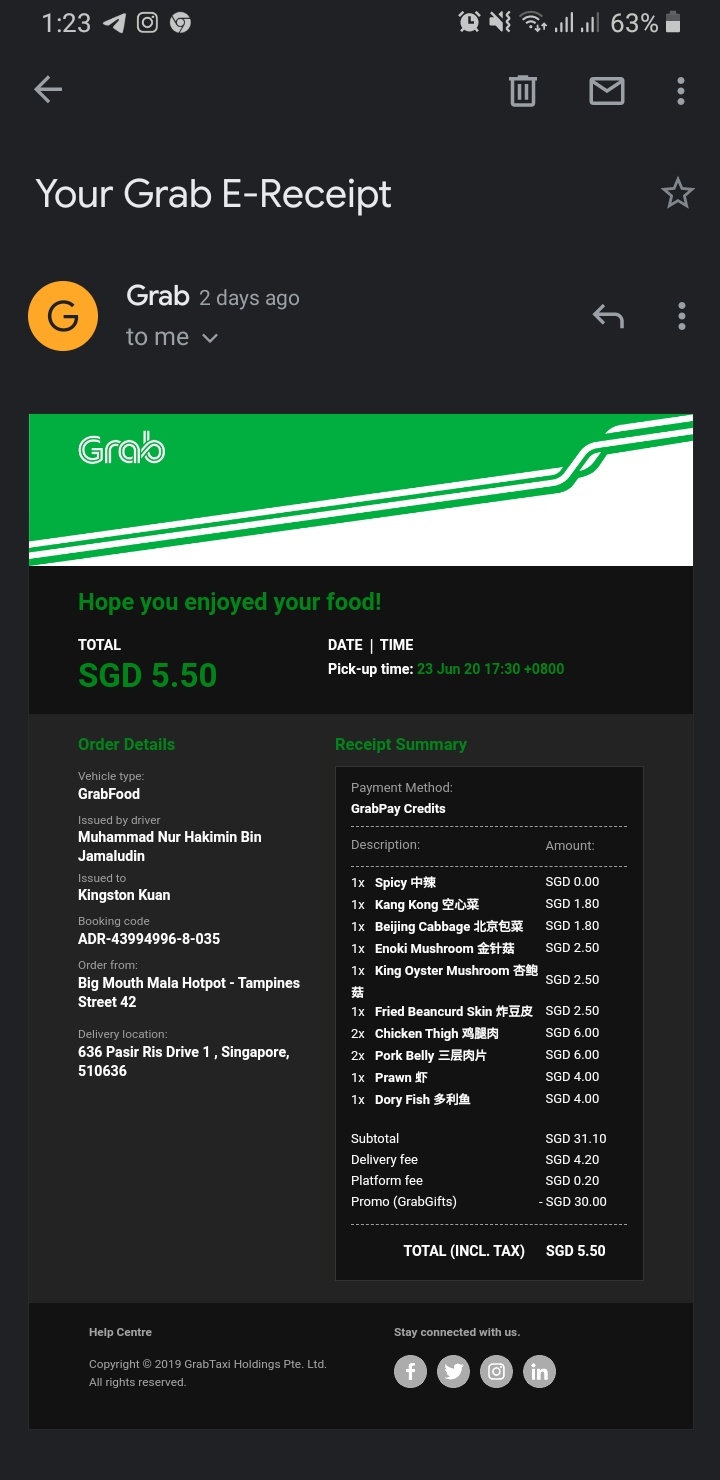 1:23
63%
Your Grab E-Receipt
G
Grab 2 days ago
to me
Grab
Hope you enjoyed your food!
TOTAL
SGD 5.50
DATE | TIME
Pick-up time: 23 Jun 20 17:30 +0800
Order Details
Vehicle type:
GrabFood
Issued by driver
Muhammad Nur Hakimin Bin
Jamaludin
Issued to
Kingston Kuan
Booking code
ADR-43994996-8-035
Order from:
Big Mouth Mala Hotpot - Tampines
Street 42
Delivery location:
636 Pasir Ris Drive 1 , Singapore,
510636
Receipt Summary
Payment Method:
GrabPay Credits
Description: Amount:
1x Spicy 中辣 SGD 0.00
1x Kang Kong 空心菜 SGD 1.80
1x Beijing Cabbage 北京包菜 SGD 1.80
1x Enoki Mushroom 金针菇 SGD 2.50
1x King Oyster Mushroom 杏鲍
菇 SGD 2.50
1x Fried Beancurd Skin 炸豆皮 SGD 2.50
2x Chicken Thigh 鸡腿肉 SGD 6.00
2x Pork Belly 三层肉片 SGD 6.00
1x Prawn 虾 SGD 4.00
1x Dory Fish 多利鱼 SGD 4.00
Subtotal SGD 31.10
Delivery fee SGD 4.20
Platform fee SGD 0.20
Promo (GrabGifts) - SGD 30.00
TOTAL (INCL. TAX) SGD 5.50
Help Centre
Copyright © 2019 GrabTaxi Holdings Pte. Ltd.
All rights reserved.
Stay connected with us.